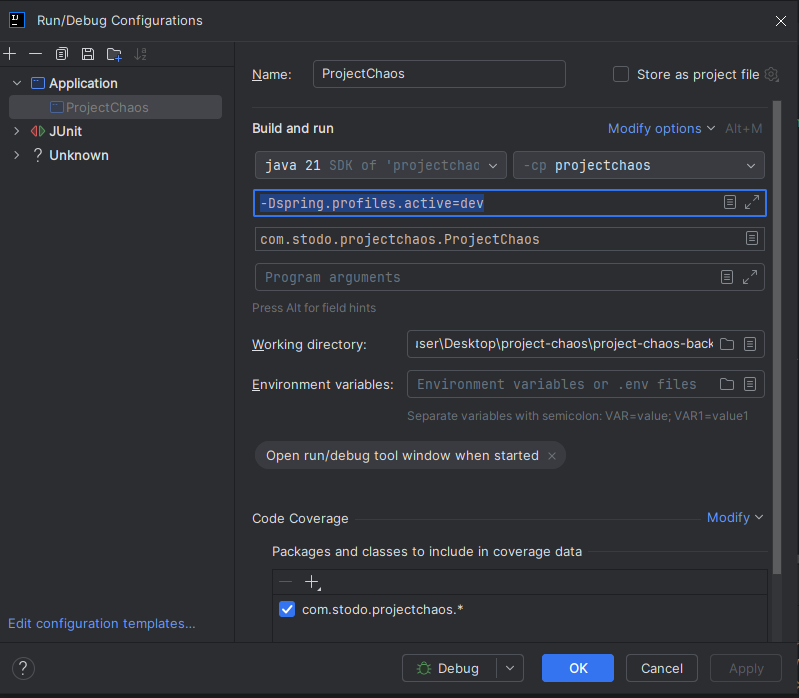 Run/Debug Configurations
Application
ProjectChaos
JUnit
? Unknown
Edit configuration templates...
Name: ProjectChaos Store as project file
Build and run Modify options Alt+M
java 21 SDK of 'projectchao -cp projectchaos
-Dspring.profiles.active=dev
com.stodo.projectchaos.ProjectChaos
Program arguments
Press Alt for field hints
Working directory: ıser\Desktop\project-chaos\project-chaos-back
Environment variables: Environment variables or .env files
Separate variables with semicolon: VAR=value; VAR1=value1
Open run/debug tool window when started ×
Code Coverage Modify
Packages and classes to include in coverage data
com.stodo.projectchaos.*
? Debug OK Cancel Apply